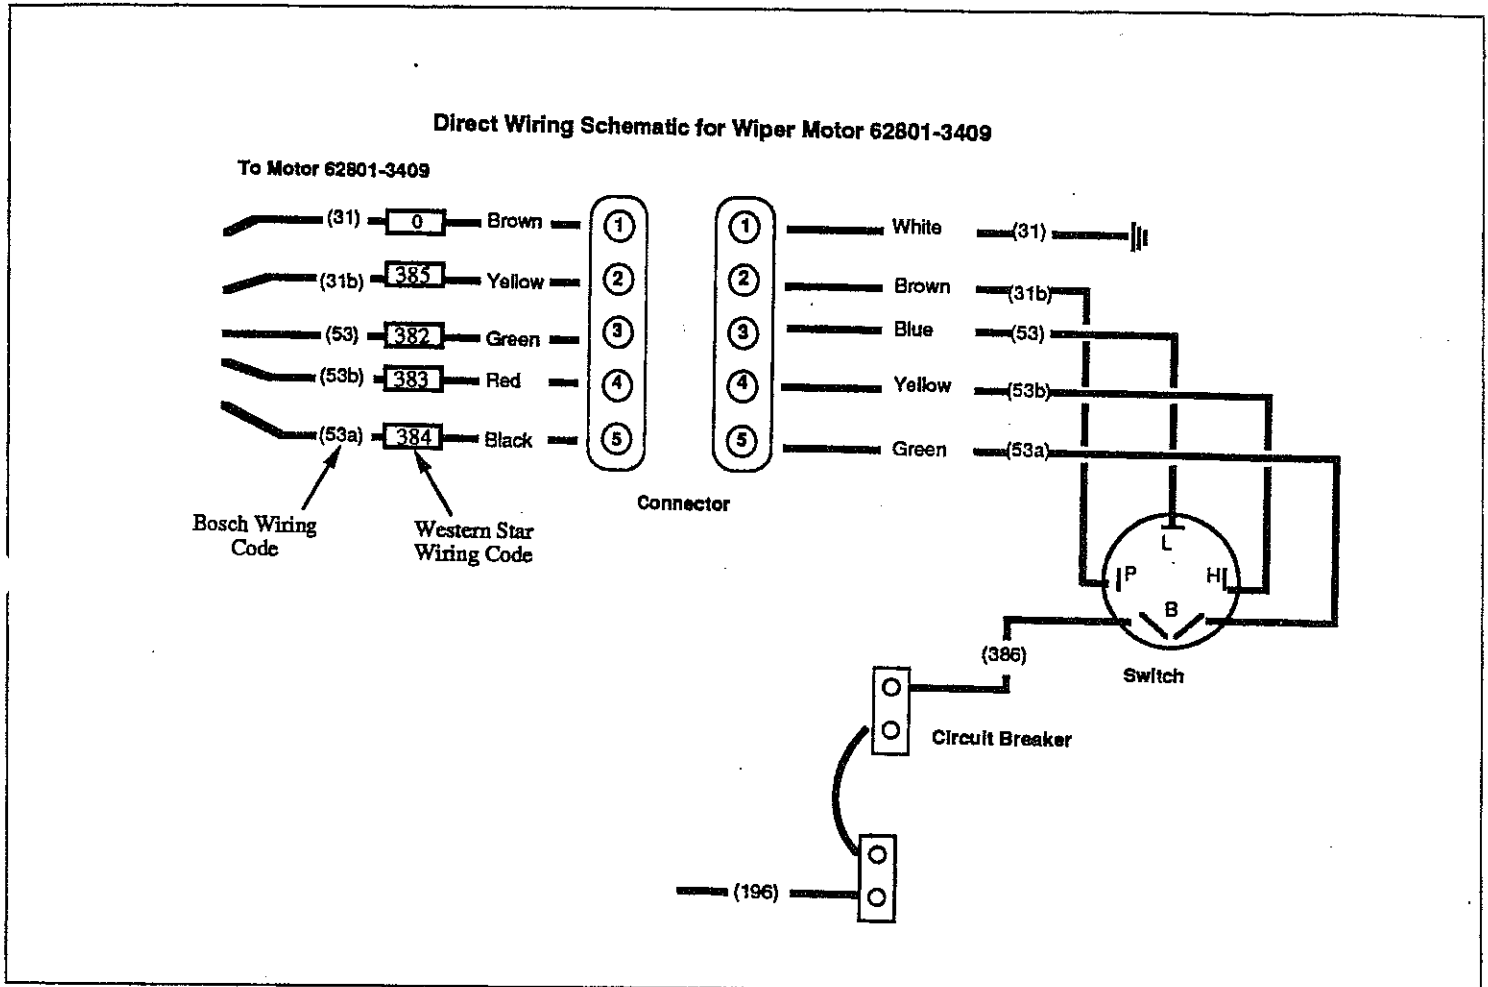 Direct Wiring Schematic for Wiper Motor 62801-3409
To Motor 62801-3409
(31) 0 Brown 1 1 White (31)
(31b) 385 Yellow 2 2 Brown (31b)
(53) 382 Green 3 3 Blue (53)
(53b) 383 Red 4 4 Yellow (53b)
(53a) 384 Black 5 5 Green (53a)
Connector
Bosch Wiring
Code
Western Star
Wiring Code
L
P H
B
(386)
Switch
Circuit Breaker
(196)